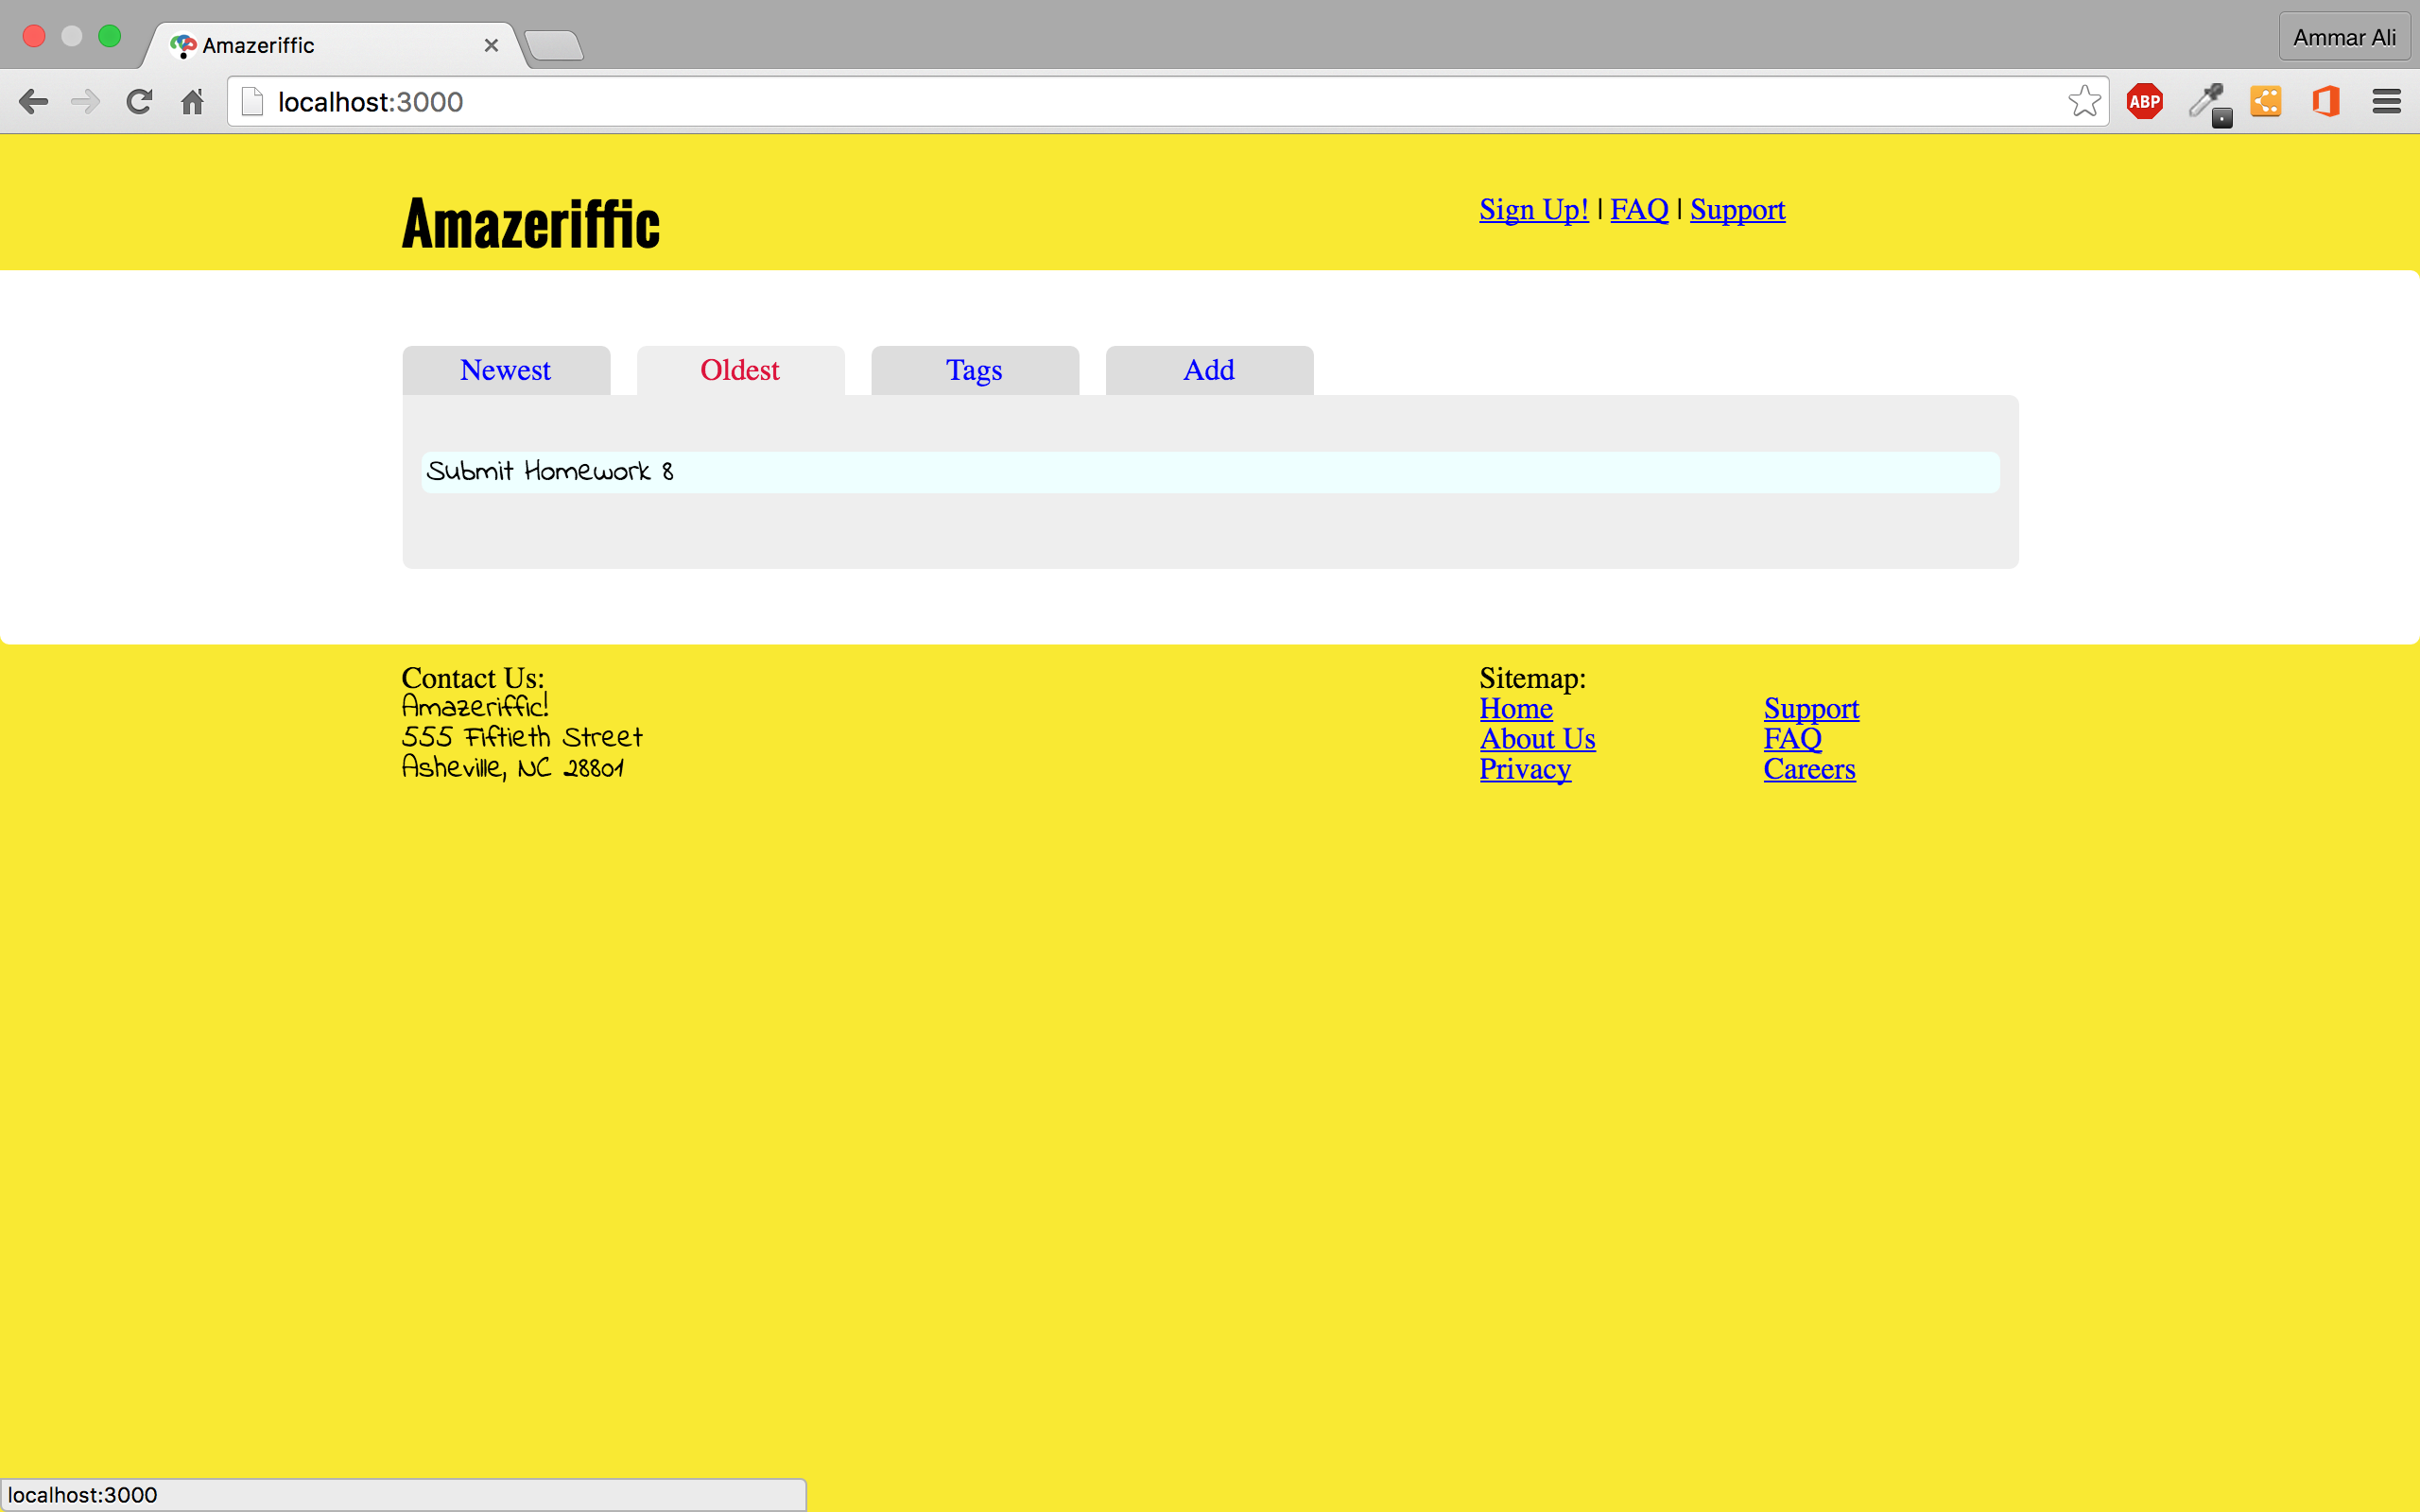 Amazeriffic
Ammar Ali
localhost:3000
ABP
Amazeriffic
Sign Up! | FAQ | Support
Newest Oldest Tags Add
Submit Homework 8
Contact Us:
Amazeriffic!
555 Fiftieth Street
Asheville, NC 28801
Sitemap:
Home Support
About Us FAQ
Privacy Careers
localhost:3000